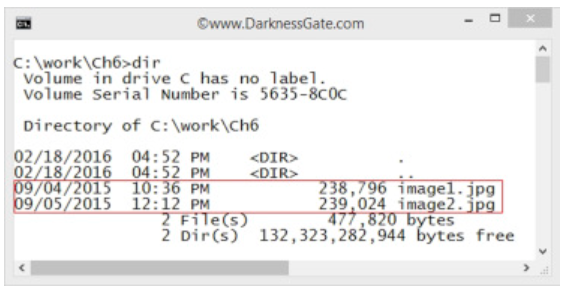 ©www.DarknessGate.com
C:\work\Ch6>dir
Volume in drive C has no label.
Volume Serial Number is 5635-8C0C
Directory of C:\work\Ch6
02/18/2016 04:52 PM <DIR> .
02/18/2016 04:52 PM <DIR> ..
09/04/2015 10:36 PM 238,796 image1.jpg
09/05/2015 12:12 PM 239,024 image2.jpg
2 File(s) 477,820 bytes
2 Dir(s) 132,323,282,944 bytes free